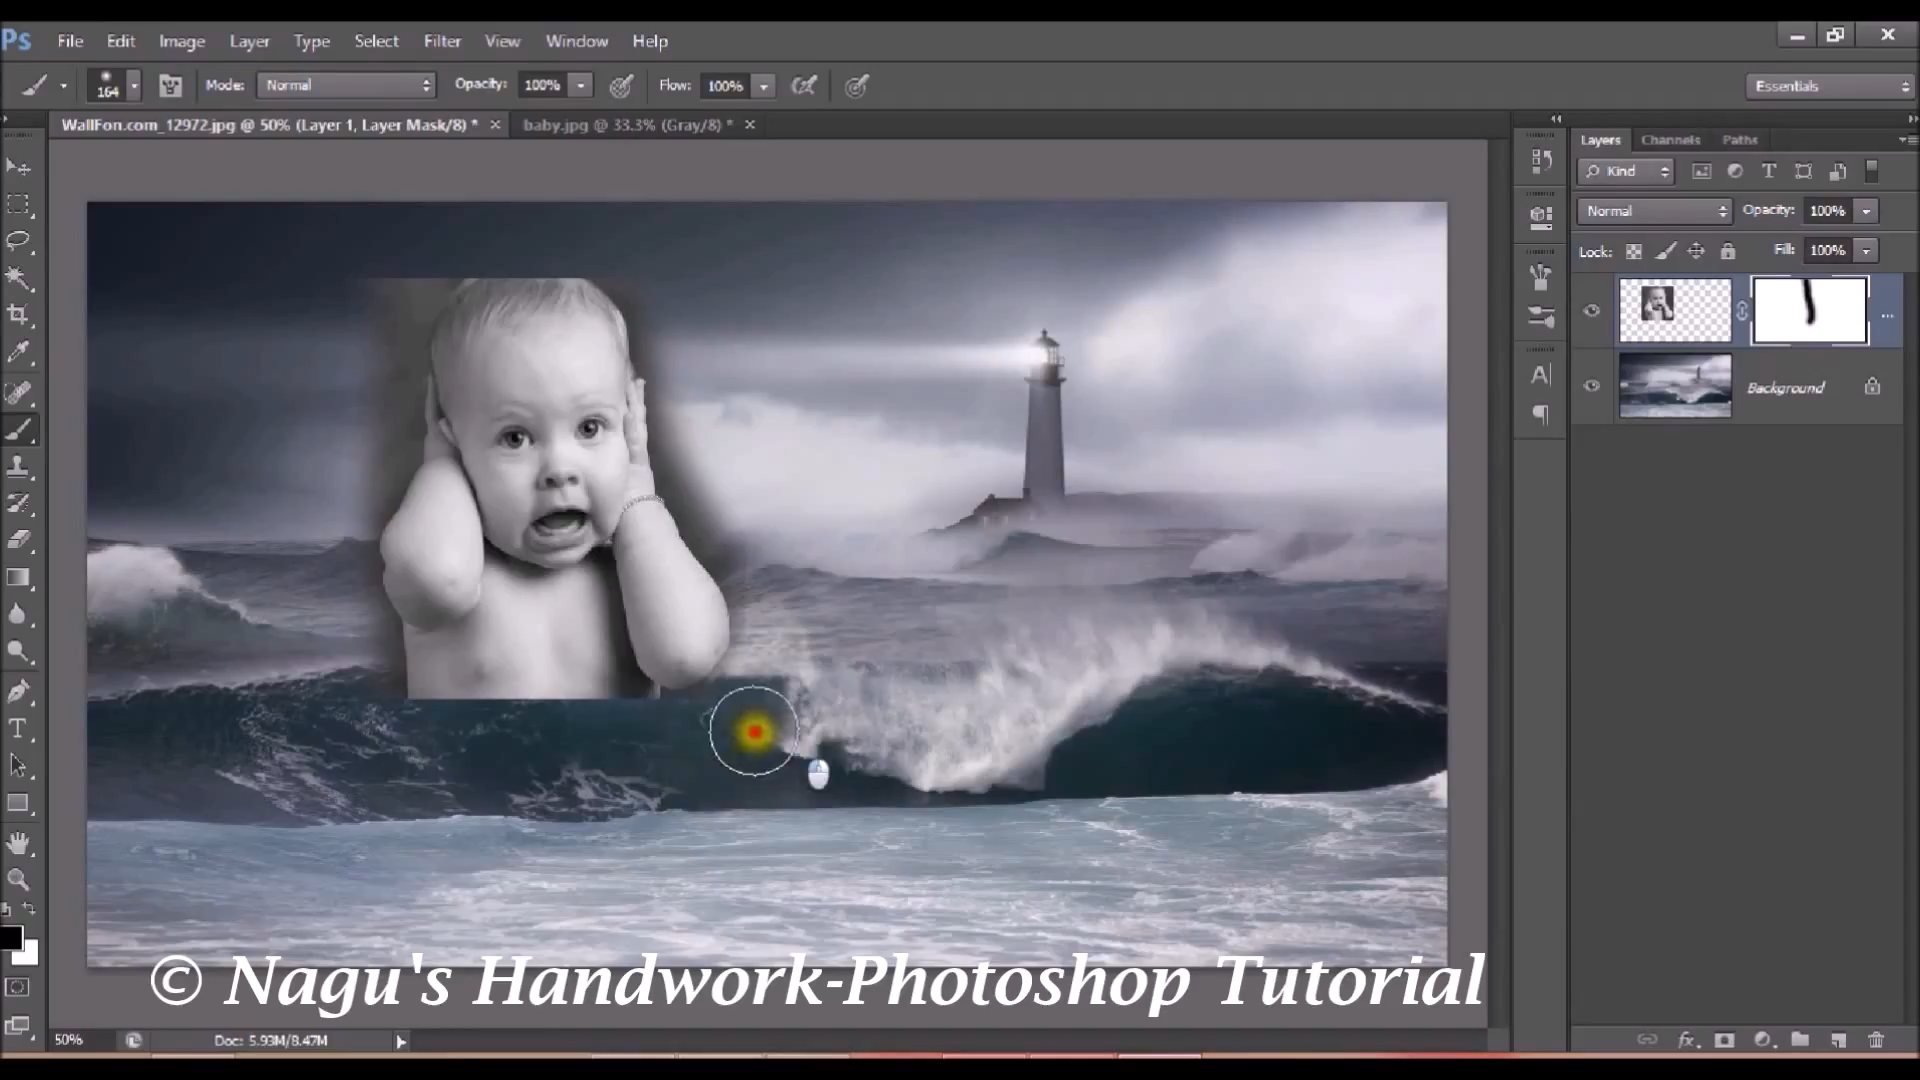 Ps File Edit Image Layer Type Select Filter View Window Help
164 Mode: Normal Opacity: 100% Flow: 100% Essentials
WallFon.com_12972.jpg @ 50% (Layer 1, Layer Mask/8) * × baby.jpg @ 33.3% (Gray/8) * ×
Layers Channels Paths
Kind
Normal Opacity: 100%
Lock: Fill: 100%
Background
© Nagu's Handwork-Photoshop Tutorial
50% Doc: 5.93M/8.47M